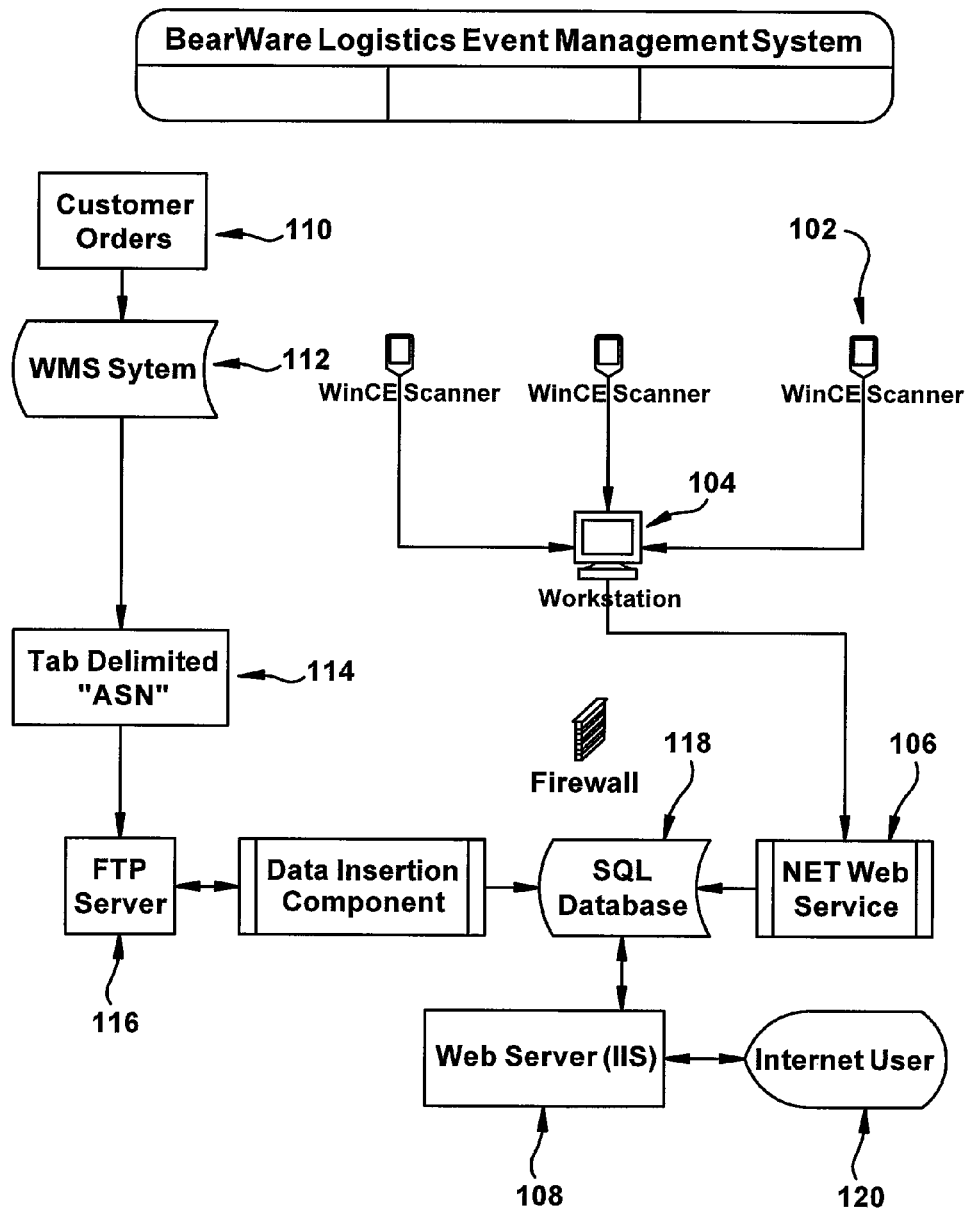 BearWare Logistics Event Management System
Customer
Orders
110
102
WMS Sytem
112
WinCE Scanner
WinCE Scanner
WinCE Scanner
104
Workstation
Tab Delimited
"ASN"
114
Firewall
118
106
FTP
Server
Data Insertion
Component
SQL
Database
NET Web
Service
116
Web Server (IIS)
Internet User
108
120